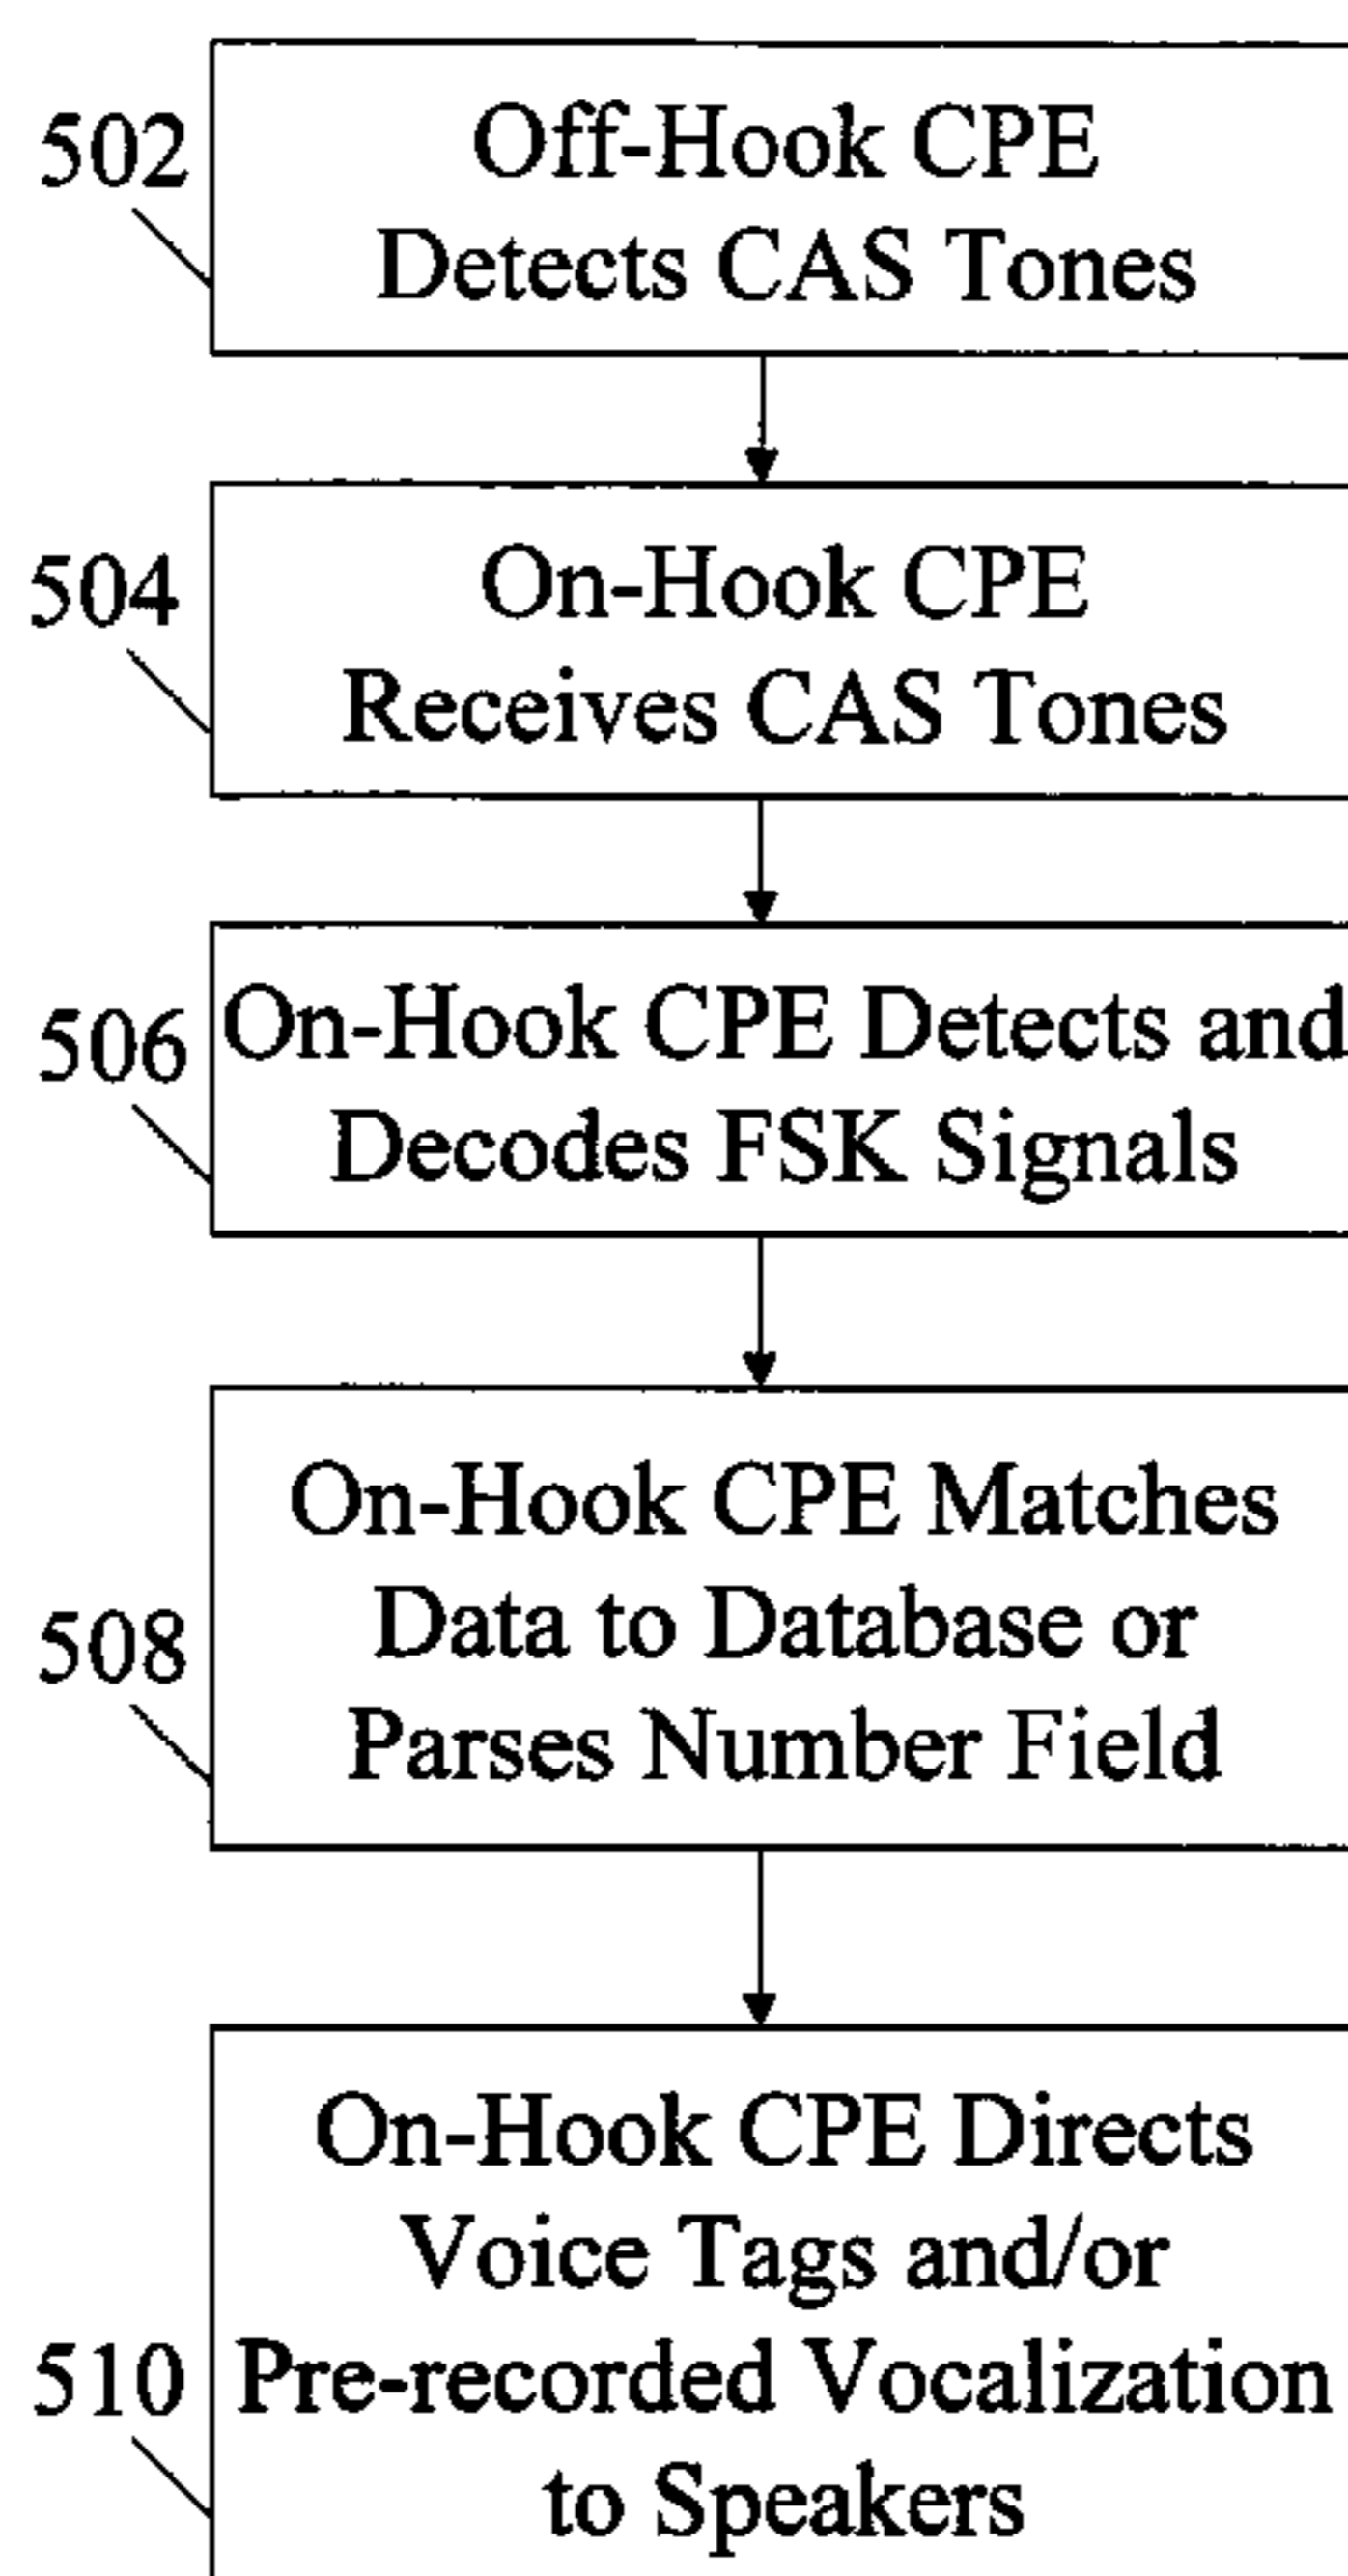 502
Off-Hook CPE
Detects CAS Tones
504
On-Hook CPE
Receives CAS Tones
506
On-Hook CPE Detects and
Decodes FSK Signals
508
On-Hook CPE Matches
Data to Database or
Parses Number Field
510
On-Hook CPE Directs
Voice Tags and/or
Pre-recorded Vocalization
to Speakers